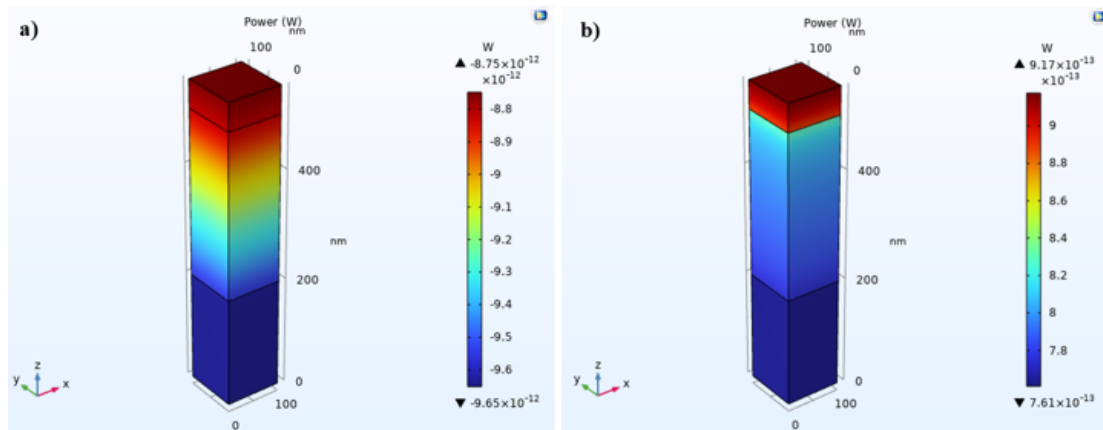 a)
Power (W)
nm
100
0
W
▲ -8.75×10⁻¹²
×10⁻¹²
-8.8
-8.9
-9
-9.1
-9.2
-9.3
-9.4
-9.5
-9.6
▼ -9.65×10⁻¹²
400
nm
200
0
100
0
z
y
x
b)
Power (W)
nm
100
0
W
▲ 9.17×10⁻¹³
×10⁻¹³
9
8.8
8.6
8.4
8.2
8
7.8
▼ 7.61×10⁻¹³
400
nm
200
0
100
0
z
y
x